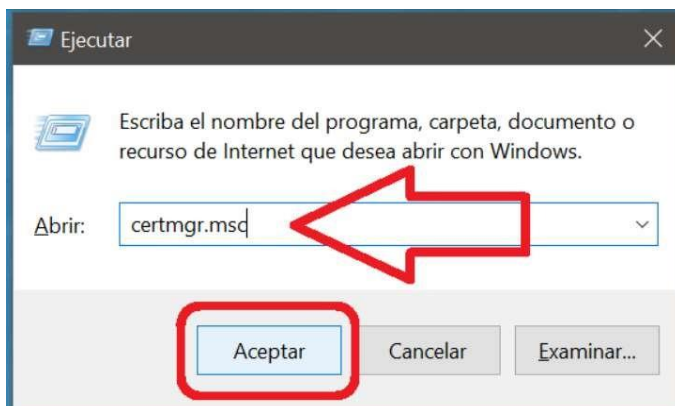 Ejecutar
Escriba el nombre del programa, carpeta, documento o
recurso de Internet que desea abrir con Windows.
Abrir: certmgr.msc
Aceptar Cancelar Examinar...